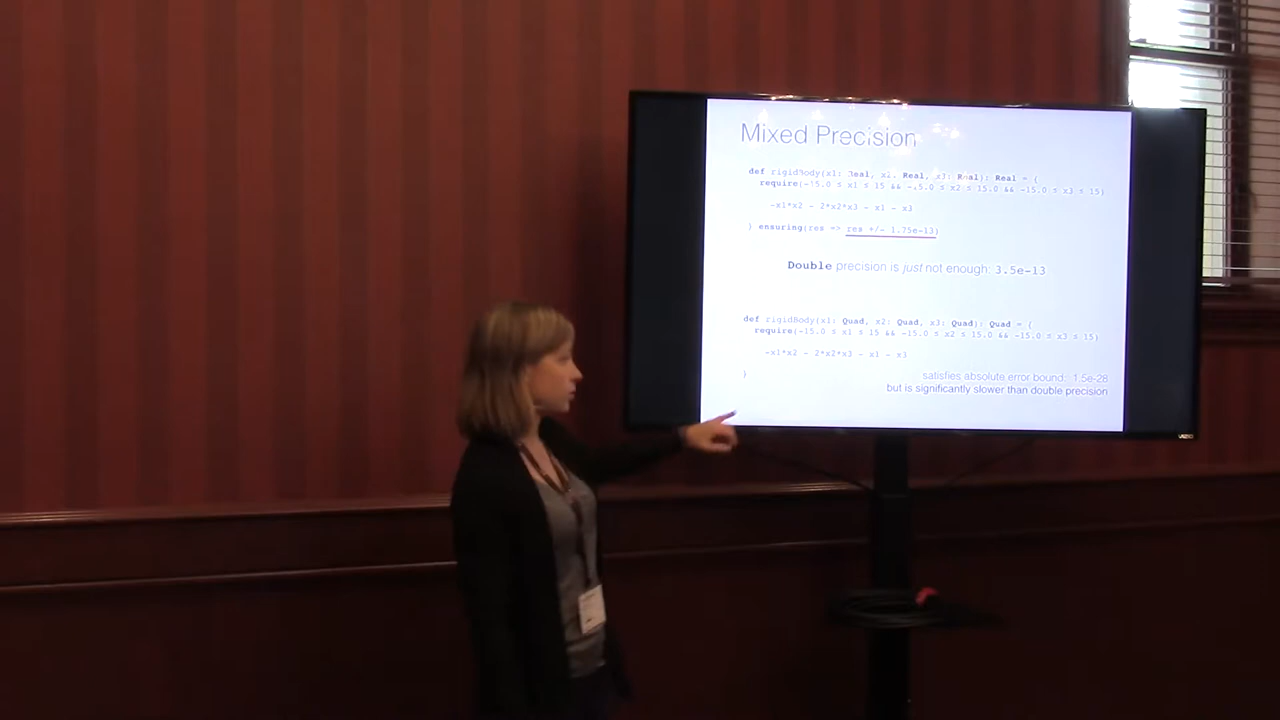 Mixed Precision
def rigidBody(x1: Real, x2: Real, x3: Real): Real = {
require(-15.0 ≤ x1 ≤ 15 && -15.0 ≤ x2 ≤ 15.0 && -15.0 ≤ x3 ≤ 15)
-x1*x2 - 2*x2*x3 - x1 - x3
} ensuring(res => res +/- 1.75e-13)
Double precision is just not enough: 3.5e-13
def rigidBody(x1: Quad, x2: Quad, x3: Quad): Quad = {
require(-15.0 ≤ x1 ≤ 15 && -15.0 ≤ x2 ≤ 15.0 && -15.0 ≤ x3 ≤ 15)
-x1*x2 - 2*x2*x3 - x1 - x3
}
satisfies absolute error bound: 1.5e-28
but is significantly slower than double precision
VIZIO